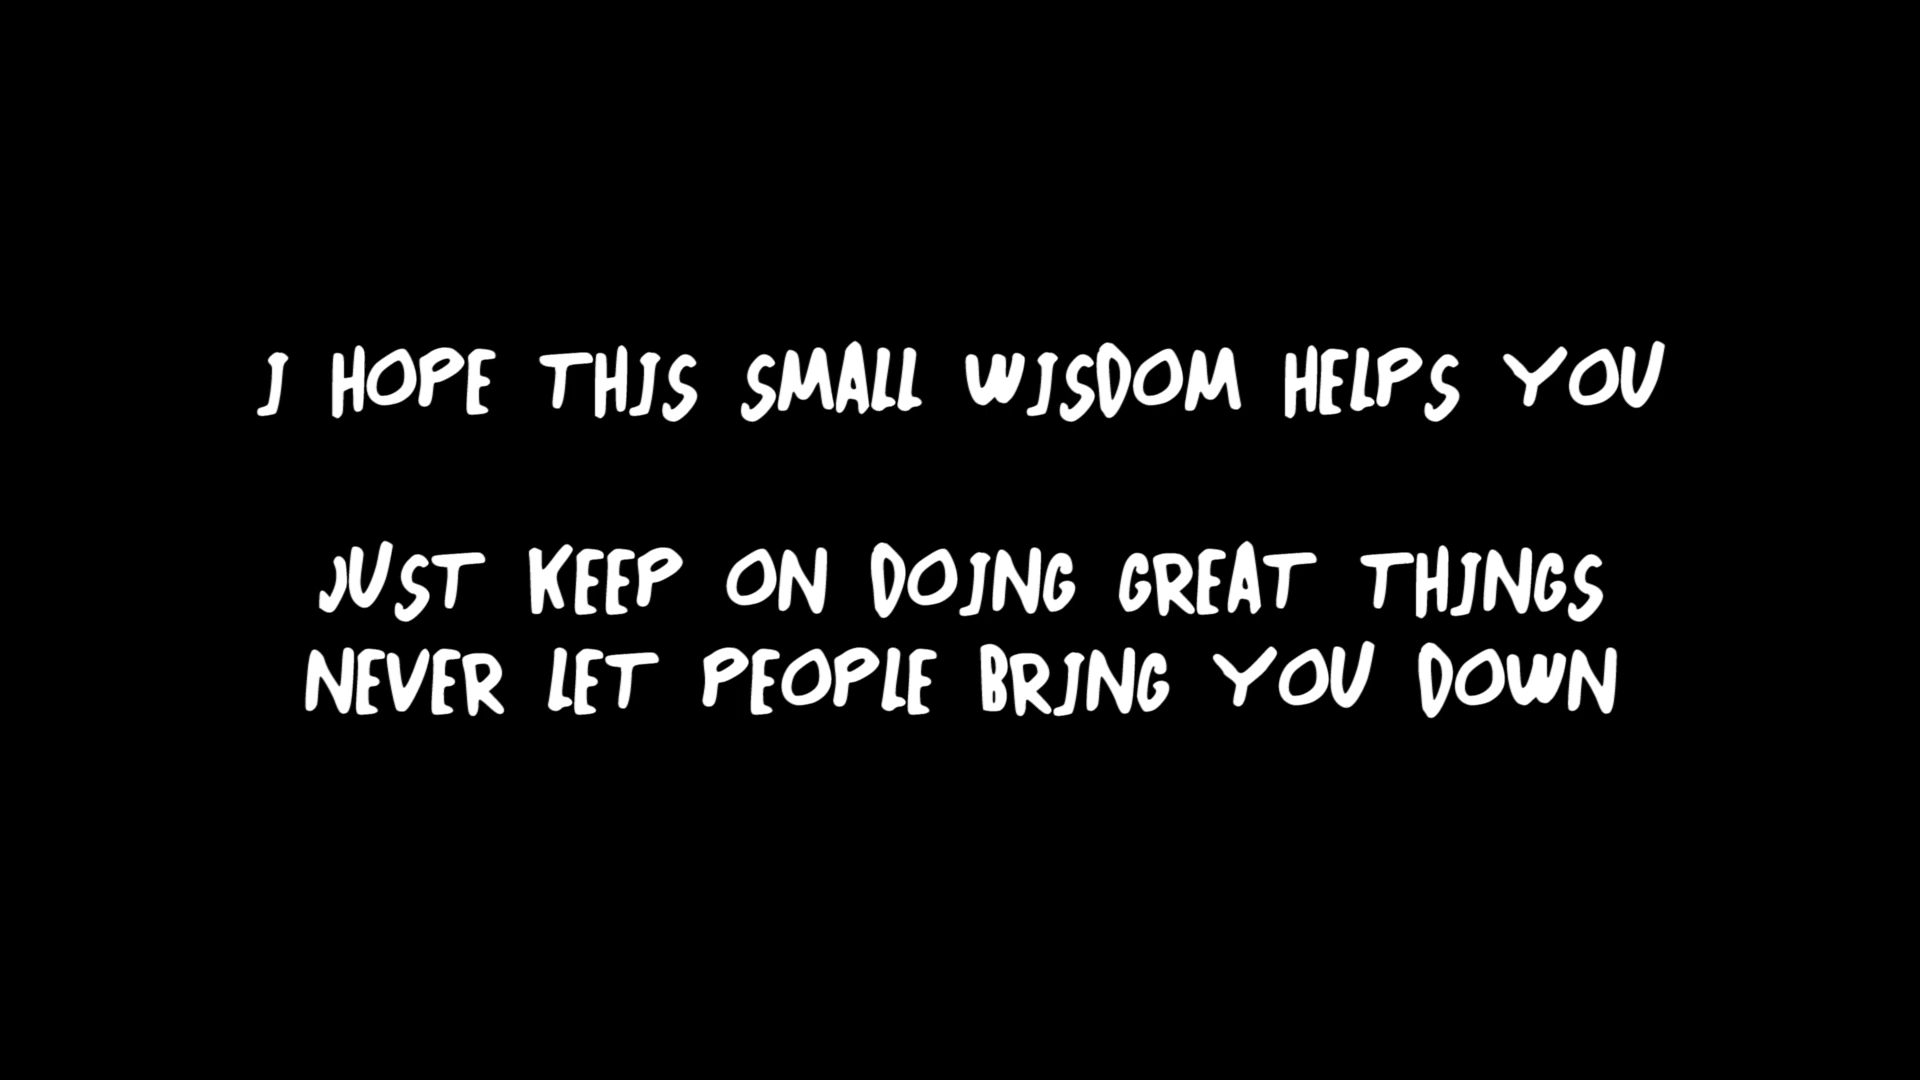 I HOPE THIS SMALL WISDOM HELPS YOU
JUST KEEP ON DOING GREAT THINGS
NEVER LET PEOPLE BRING YOU DOWN